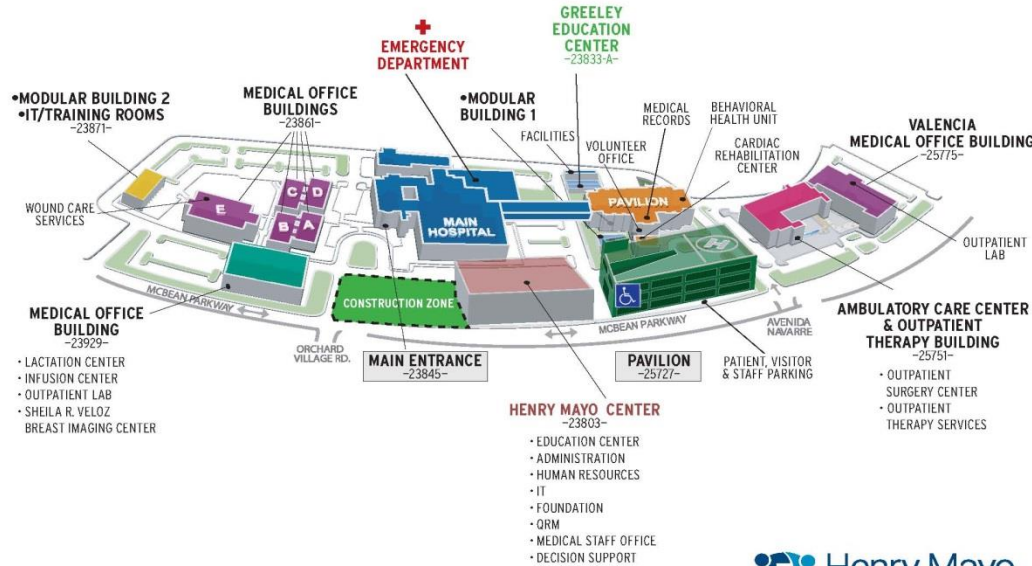 GREELEY
EDUCATION
CENTER
-23833-A-
EMERGENCY
DEPARTMENT
•MODULAR BUILDING 2
•IT/TRAINING ROOMS
-23871-
MEDICAL OFFICE
BUILDINGS
-23861-
•MODULAR
BUILDING 1
FACILITIES
VOLUNTEER
OFFICE
MEDICAL
RECORDS
BEHAVIORAL
HEALTH UNIT
CARDIAC
REHABILITATION
CENTER
VALENCIA
MEDICAL OFFICE BUILDING
-25775-
WOUND CARE
SERVICES
E
C
D
B
A
MAIN
HOSPITAL
PAVILION
H
OUTPATIENT
LAB
CONSTRUCTION ZONE
MCBEAN PARKWAY
ORCHARD
VILLAGE RD.
MCBEAN PARKWAY
AVENIDA
NAVARRE
MEDICAL OFFICE
BUILDING
-23929-
• LACTATION CENTER
• INFUSION CENTER
• OUTPATIENT LAB
• SHEILA R. VELOZ
BREAST IMAGING CENTER
MAIN ENTRANCE
-23845-
PAVILION
-25727-
PATIENT, VISITOR
& STAFF PARKING
AMBULATORY CARE CENTER
& OUTPATIENT
THERAPY BUILDING
-25751-
• OUTPATIENT
SURGERY CENTER
• OUTPATIENT
THERAPY SERVICES
HENRY MAYO CENTER
-23803-
• EDUCATION CENTER
• ADMINISTRATION
• HUMAN RESOURCES
• IT
• FOUNDATION
• QRM
• MEDICAL STAFF OFFICE
• DECISION SUPPORT
Henry Mayo